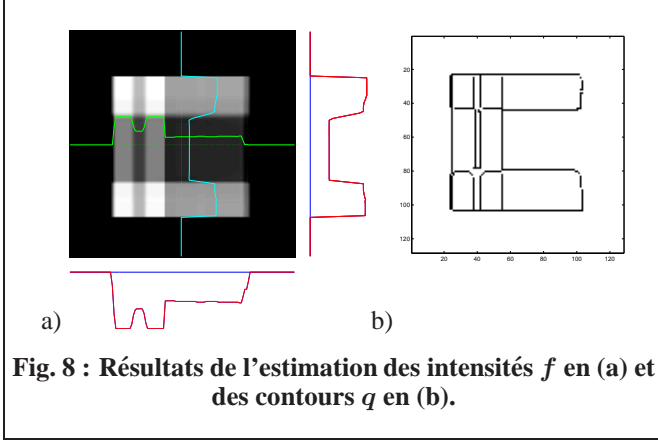 20
40
60
80
100
120
20 40 60 80 100 120
a) b)
Fig. 8 : Résultats de l'estimation des intensités f en (a) et
des contours q en (b).